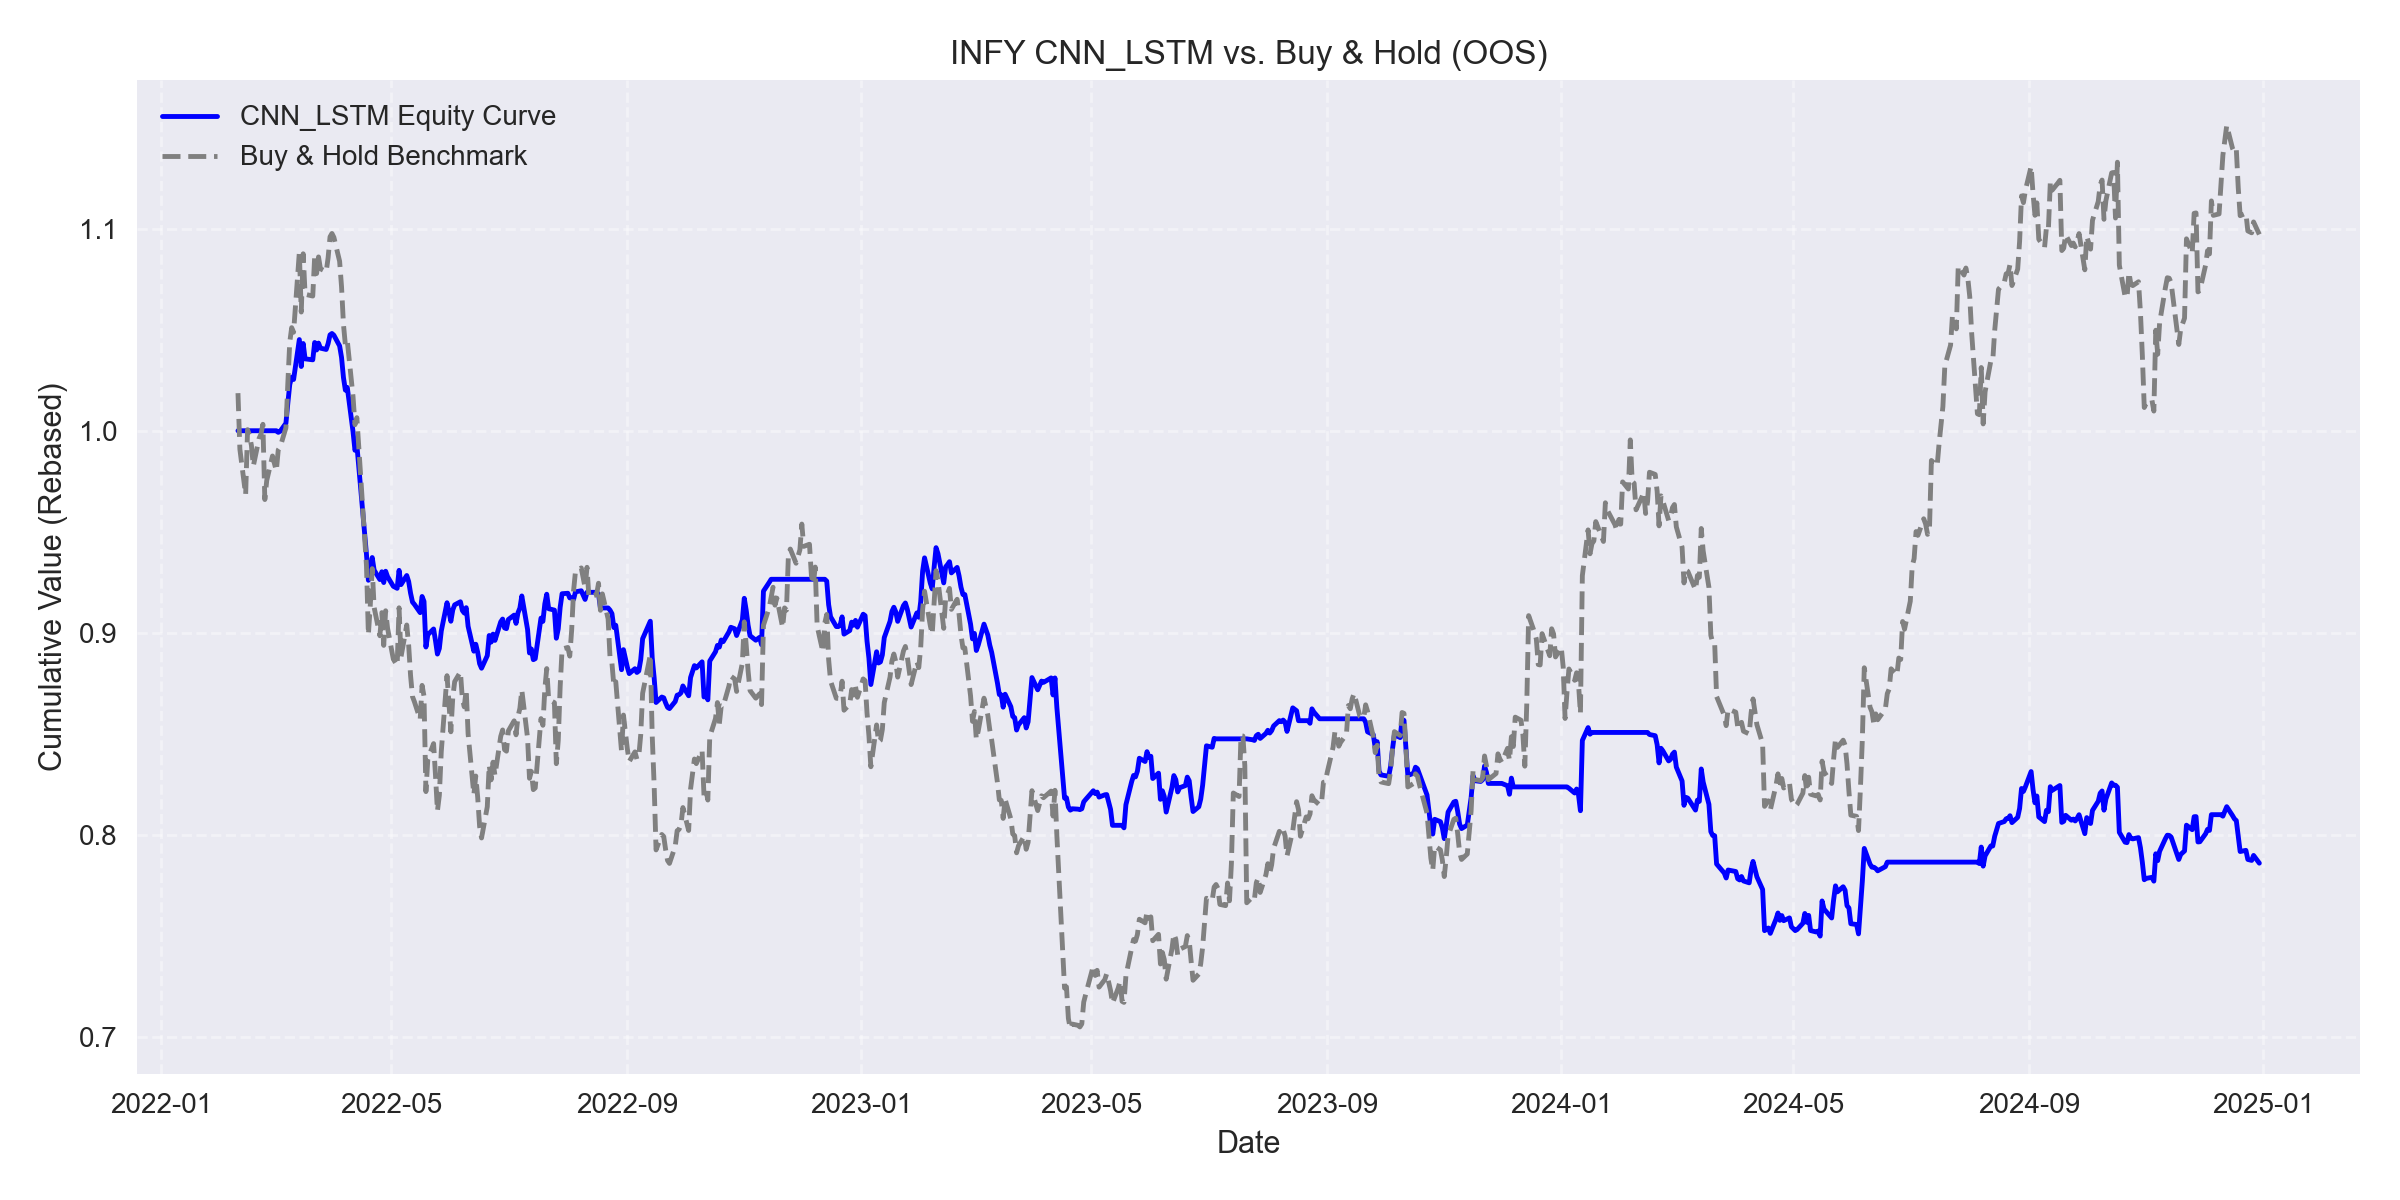 INFY CNN_LSTM vs. Buy & Hold (OOS)
CNN_LSTM Equity Curve
Buy & Hold Benchmark
Cumulative Value (Rebased)
1.1
1.0
0.9
0.8
0.7
2022-01 2022-05 2022-09 2023-01 2023-05 2023-09 2024-01 2024-05 2024-09 2025-01
Date